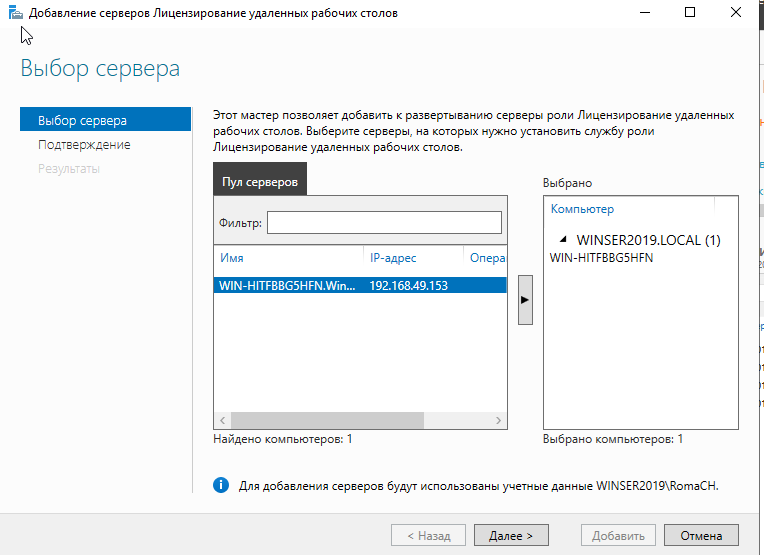 Добавление серверов Лицензирование удаленных рабочих столов
Выбор сервера
Выбор сервера
Подтверждение
Результаты
Этот мастер позволяет добавить к развертыванию серверы роли Лицензирование удаленных
рабочих столов. Выберите серверы, на которых нужно установить службу роли
Лицензирование удаленных рабочих столов.
Пул серверов
Фильтр:
Имя IP-адрес Опера
WIN-HITFBBG5HFN.Win... 192.168.49.153
Найдено компьютеров: 1
Выбрано
Компьютер
WINSER2019.LOCAL (1)
WIN-HITFBBG5HFN
Выбрано компьютеров: 1
Для добавления серверов будут использованы учетные данные WINSER2019\RomaCH.
< Назад Далее > Добавить Отмена